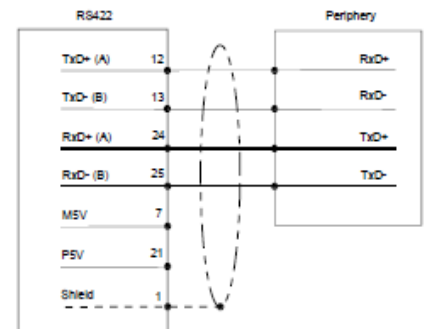 RS422 Periphery
TxD+ (A) 12 RxD+
TxD- (B) 13 RxD-
RxD+ (A) 24 TxD+
RxD- (B) 25 TxD-
M5V 7
P5V 21
Shield 1